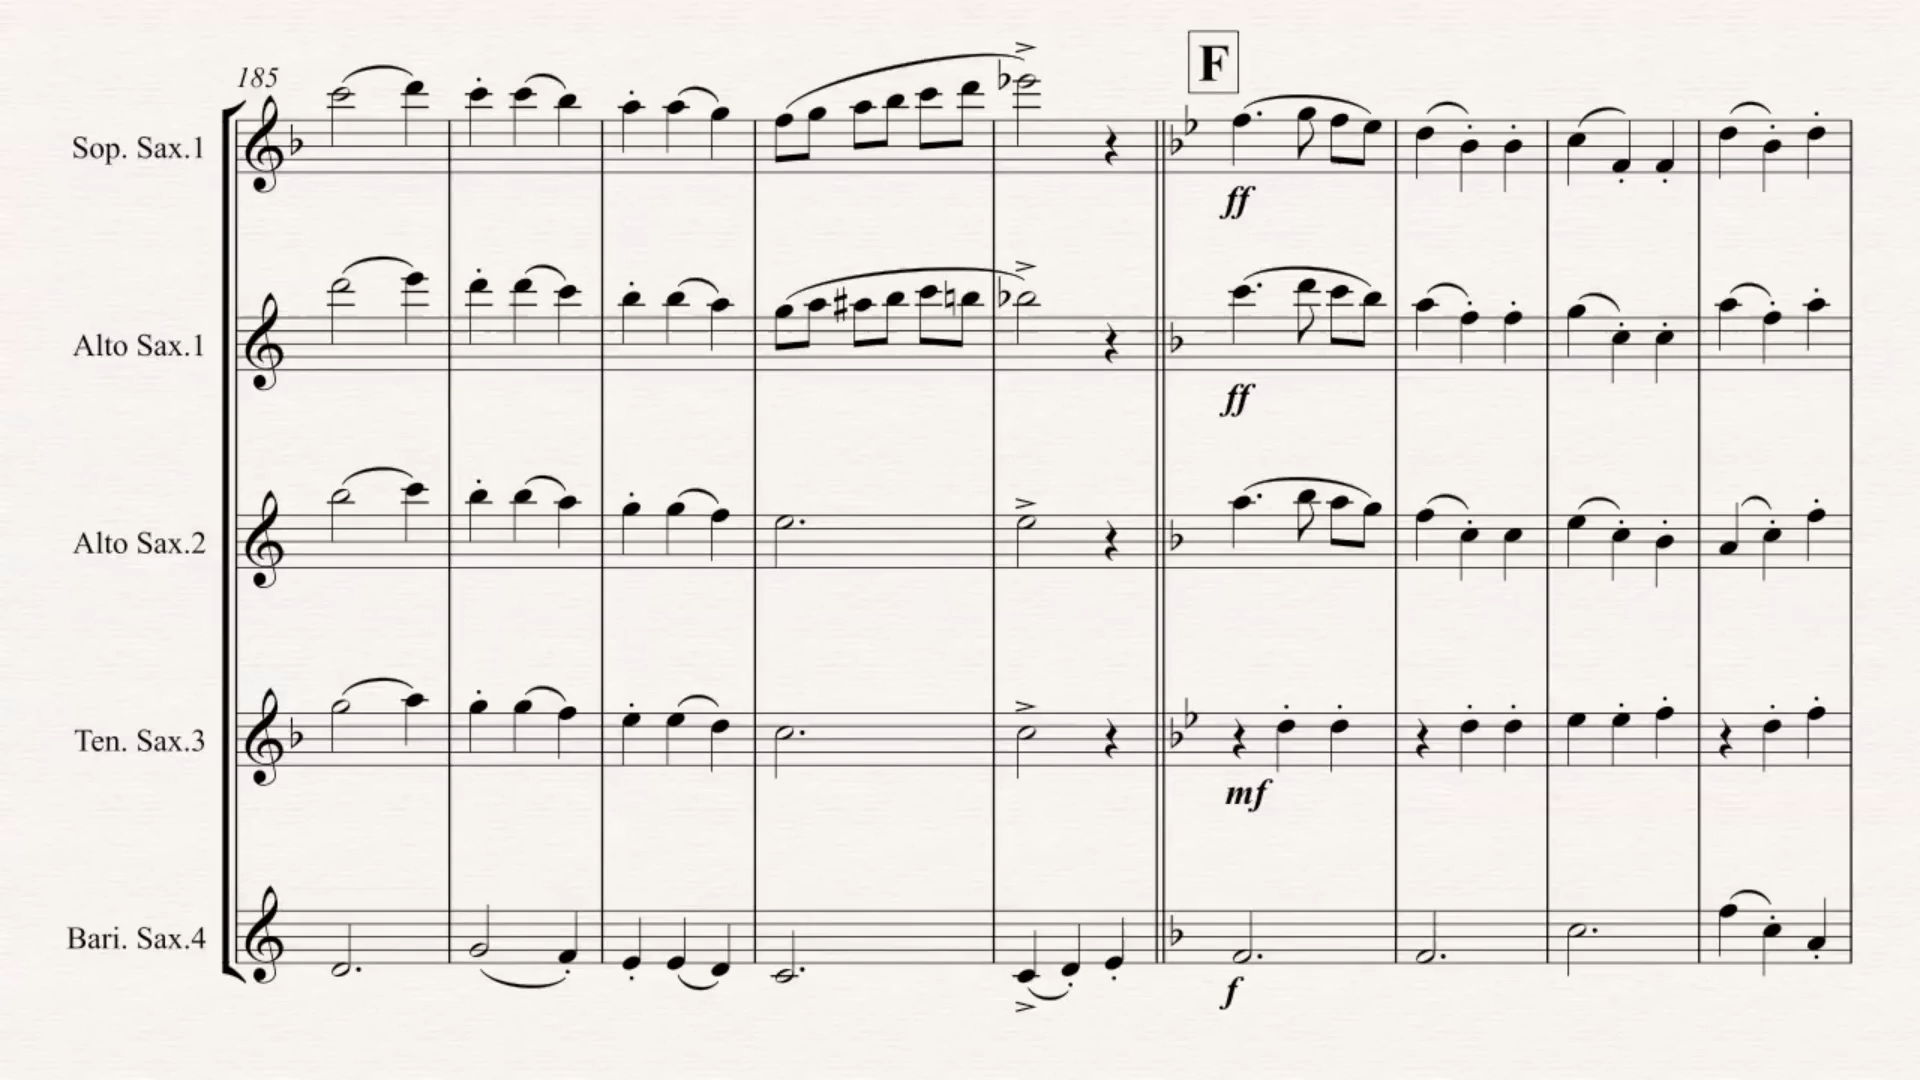 F
185
Sop. Sax.1
ff
Alto Sax.1
ff
Alto Sax.2
Ten. Sax.3
mf
Bari. Sax.4
f